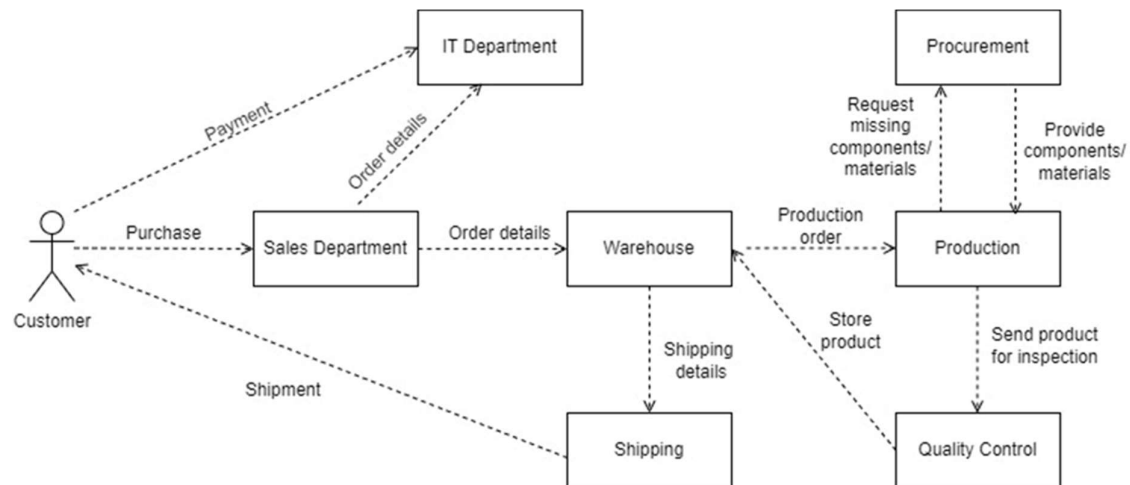 IT Department
Procurement
Payment
Order details
Request
missing
components/
materials
Provide
components/
materials
Customer
Purchase
Sales Department
Order details
Warehouse
Production
order
Production
Store
product
Send product
for inspection
Shipping
details
Shipment
Shipping
Quality Control